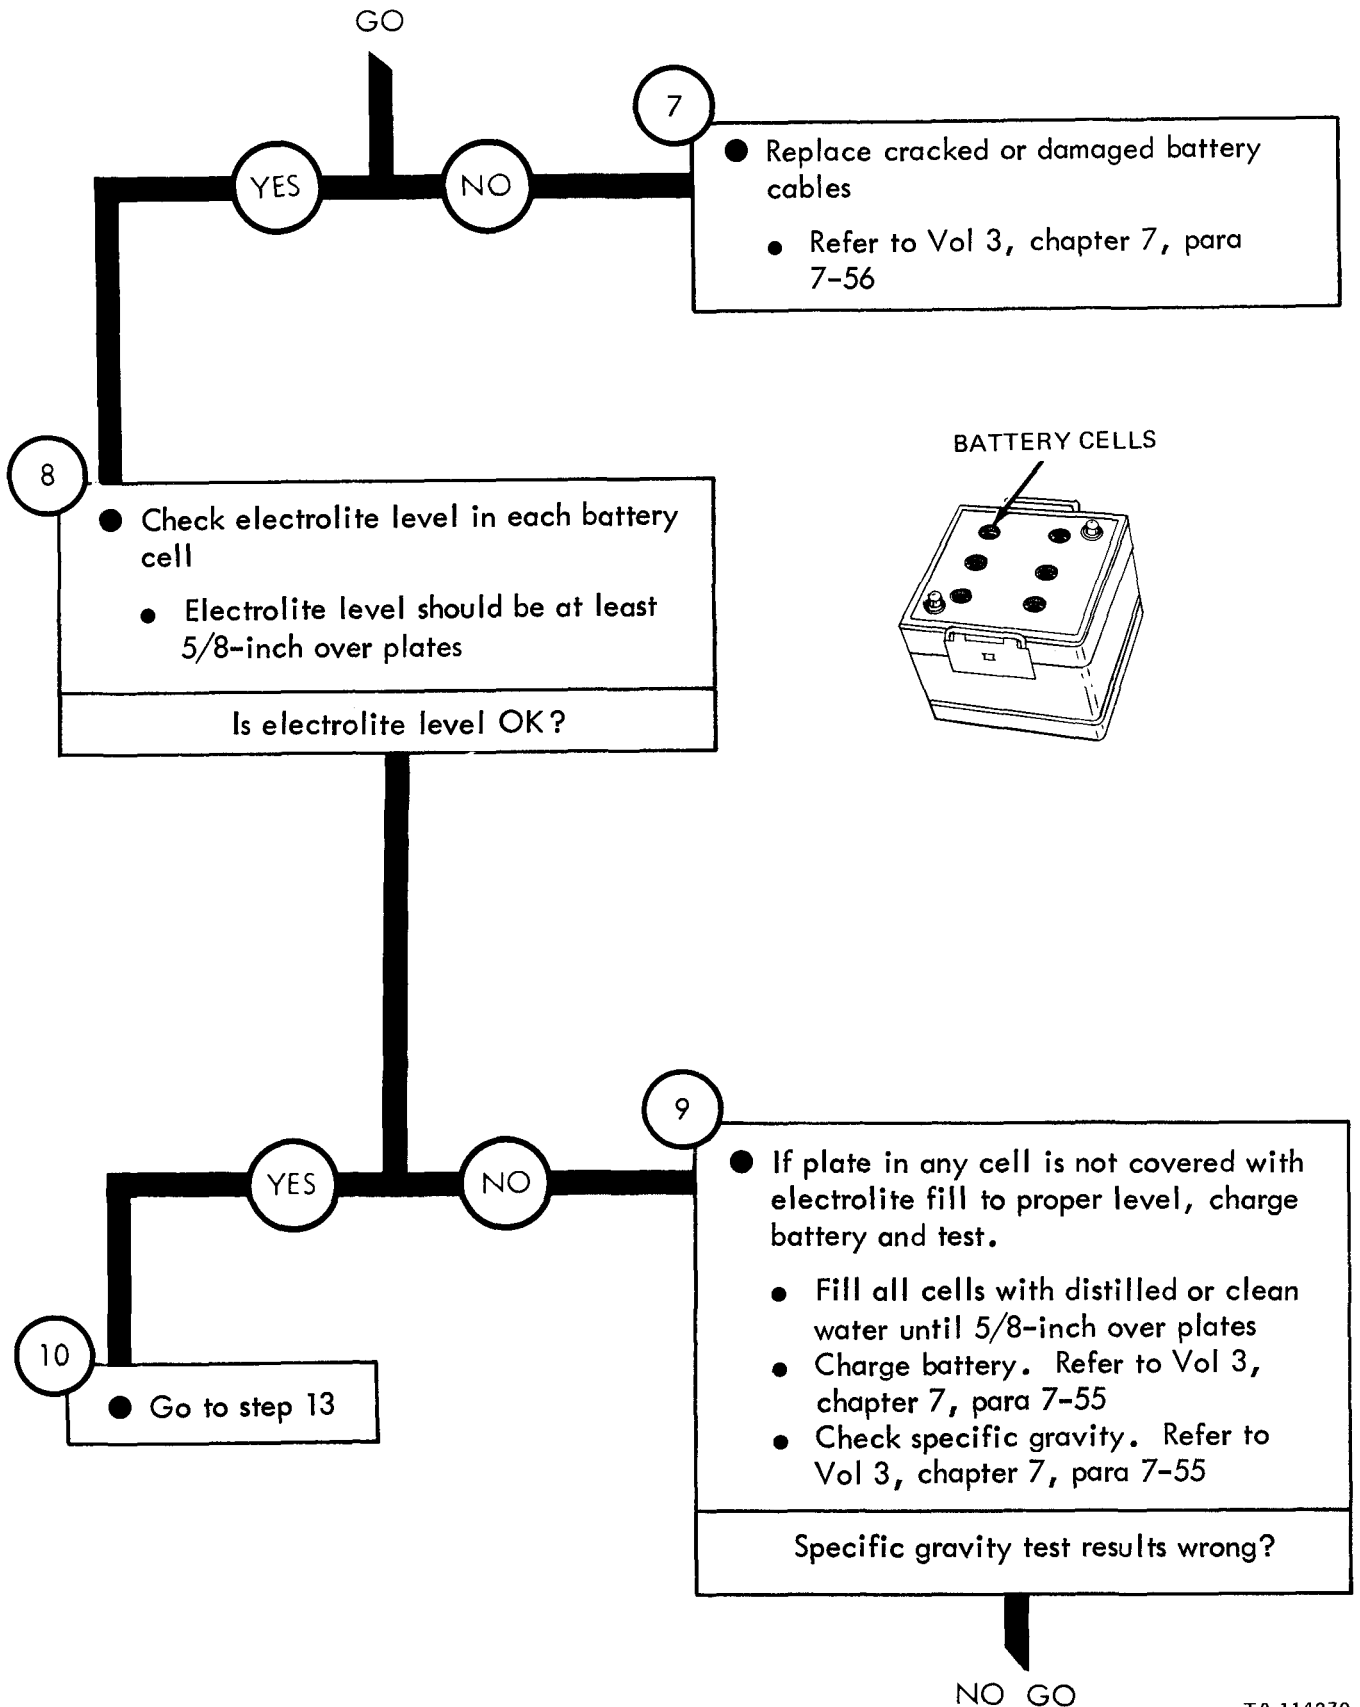 GO
YES
NO
7
● Replace cracked or damaged battery
cables
● Refer to Vol 3, chapter 7, para
7-56
8
● Check electrolite level in each battery
cell
● Electrolite level should be at least
5/8-inch over plates
Is electrolite level OK?
BATTERY CELLS
YES
NO
9
● If plate in any cell is not covered with
electrolite fill to proper level, charge
battery and test.
● Fill all cells with distilled or clean
water until 5/8-inch over plates
● Charge battery. Refer to Vol 3,
chapter 7, para 7-55
● Check specific gravity. Refer to
Vol 3, chapter 7, para 7-55
Specific gravity test results wrong?
10
● Go to step 13
NO GO